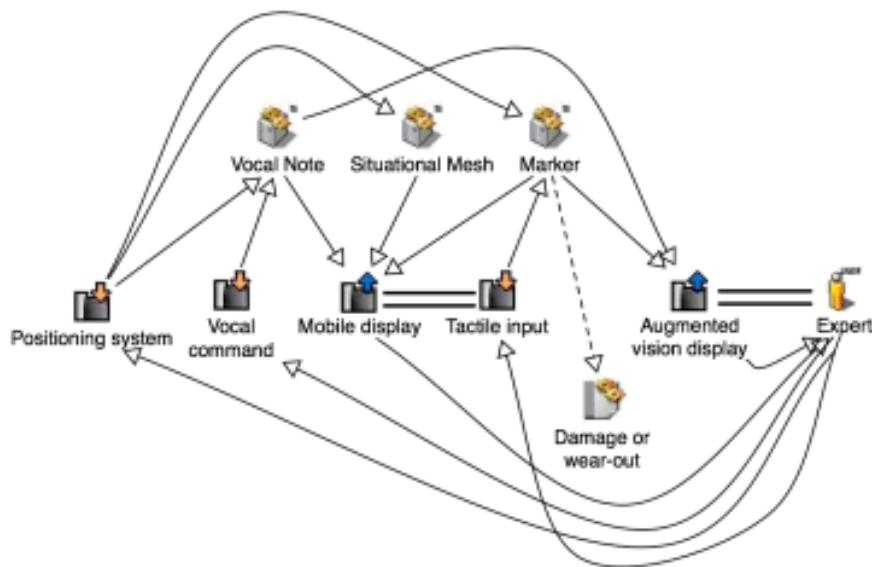 Vocal Note
Situational Mesh
Marker
Positioning system
Vocal
command
Mobile display
Tactile input
Augmented
vision display
Expert
Damage or
wear-out